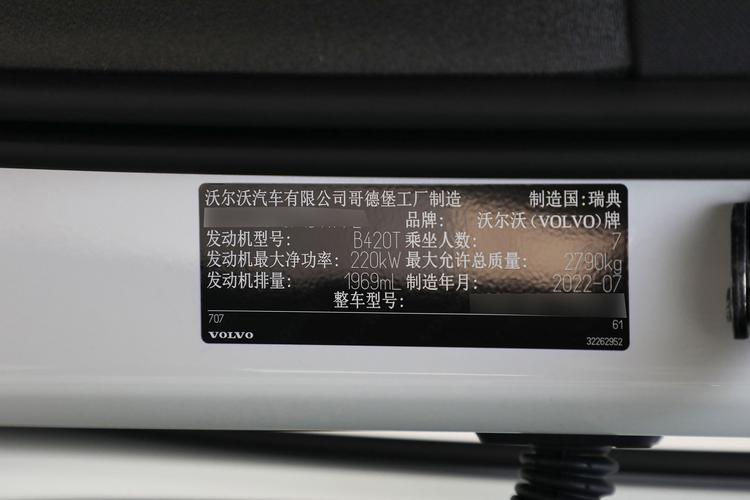 沃尔沃汽车有限公司哥德堡工厂制造 制造国:瑞典
品牌: 沃尔沃(VOLVO)牌
发动机型号: B420T 乘坐人数: 7
发动机最大净功率: 220kW 最大允许总质量: 2790kg
发动机排量: 1969mL 制造年月: 2022-07
整车型号:
707 61
VOLVO 32262952